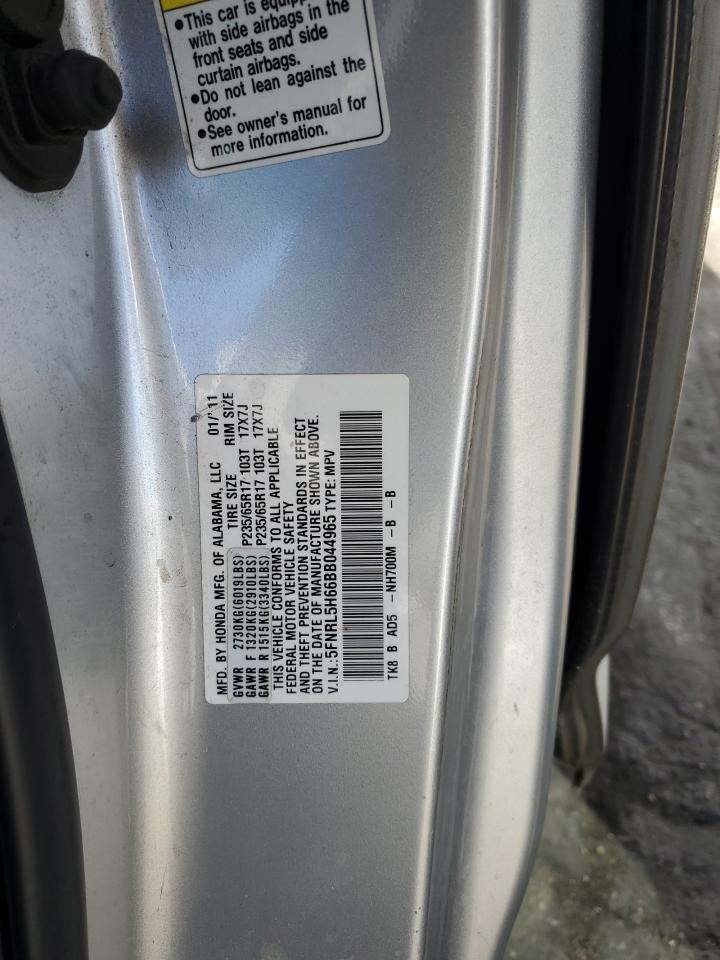 •This car is equipp
with side airbags in the
front seats and side
curtain airbags.
•Do not lean against the
door.
•See owner's manual for
more information.
MFD. BY HONDA MFG. OF ALABAMA, LLC 01/'11
TIRE SIZE RIM SIZE
GVWR 2730KG(6019LBS)
GAWR F 1320KG(2910LBS) P235/65R17 103T 17X7J
GAWR R 1515KG(3340LBS) P235/65R17 103T 17X7J
THIS VEHICLE CONFORMS TO ALL APPLICABLE
FEDERAL MOTOR VEHICLE SAFETY
AND THEFT PREVENTION STANDARDS IN EFFECT
ON THE DATE OF MANUFACTURE SHOWN ABOVE.
V.I.N.:5FNRL5H66BB044965 TYPE: MPV
TK8 B AD5 -NH700M -B -B